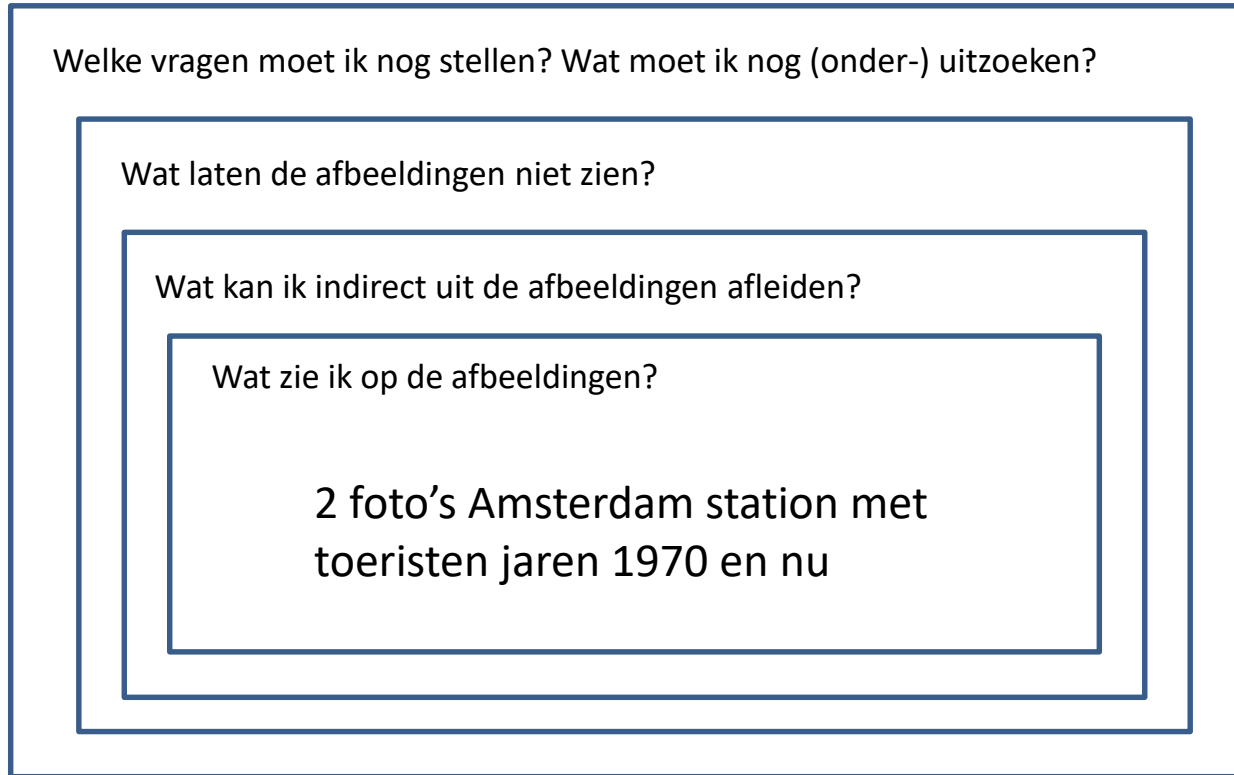 Welke vragen moet ik nog stellen? Wat moet ik nog (onder-) uitzoeken?
Wat laten de afbeeldingen niet zien?
Wat kan ik indirect uit de afbeeldingen afleiden?
Wat zie ik op de afbeeldingen?
2 foto’s Amsterdam station met
toeristen jaren 1970 en nu